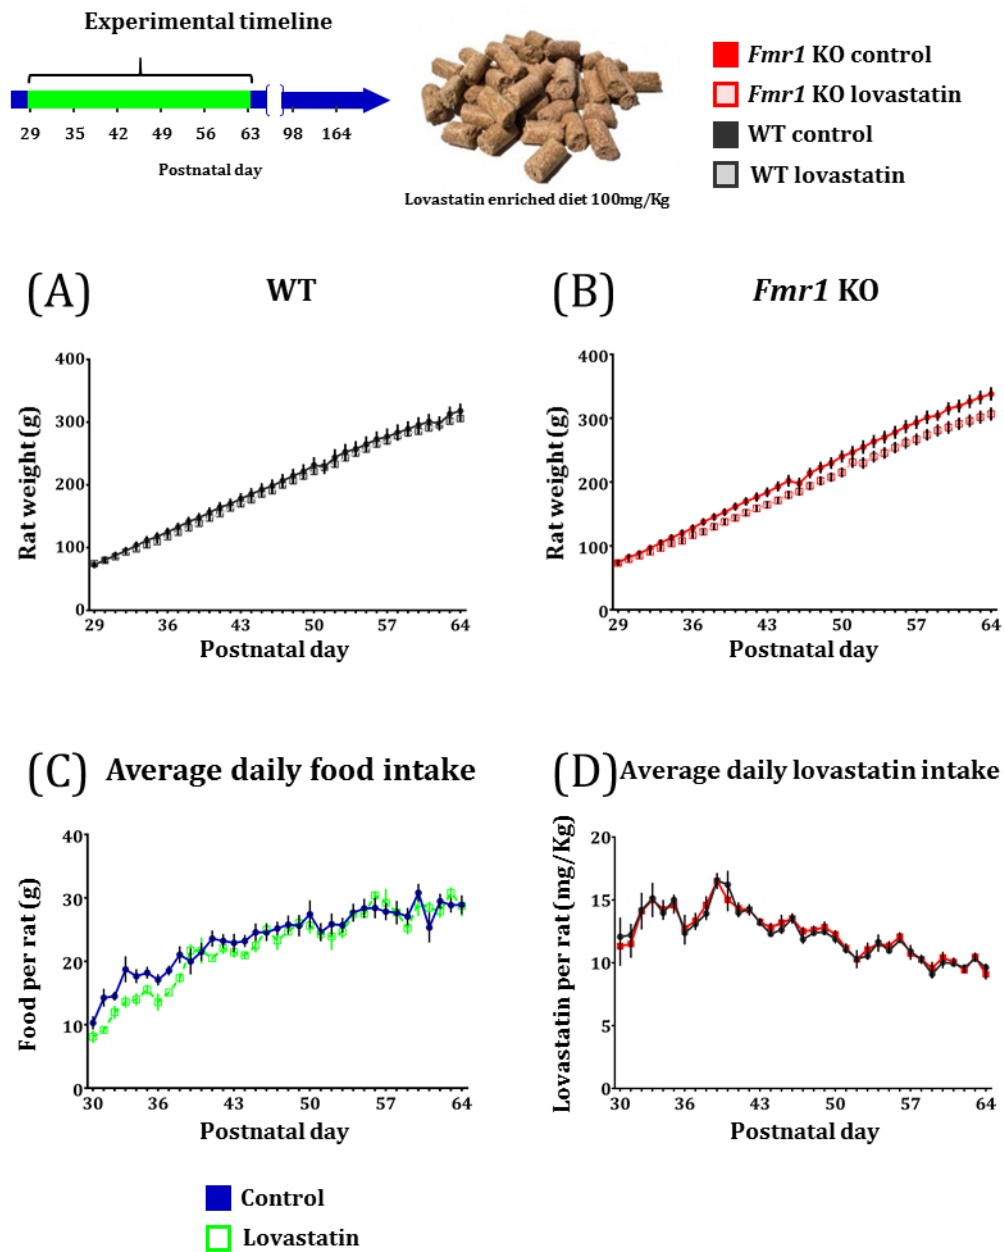 Experimental timeline
29 35 42 49 56 63 98 164
Postnatal day
Lovastatin enriched diet 100mg/Kg
Fmr1 KO control
Fmr1 KO lovastatin
WT control
WT lovastatin
(A) WT
Rat weight (g)
400
300
200
100
0
29 36 43 50 57 64
Postnatal day
(B) Fmr1 KO
Rat weight (g)
400
300
200
100
0
29 36 43 50 57 64
Postnatal day
(C) Average daily food intake
Food per rat (g)
40
30
20
10
0
30 36 43 50 57 64
Postnatal day
(D) Average daily lovastatin intake
Lovastatin per rat (mg/Kg)
20
15
10
5
0
30 36 43 50 57 64
Postnatal day
Control
Lovastatin